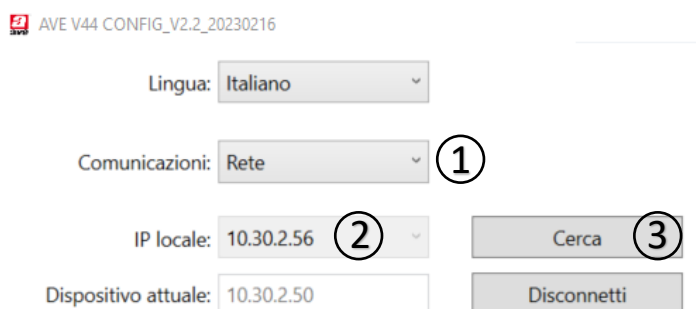 ave AVE V44 CONFIG_V2.2_20230216
Lingua: Italiano
Comunicazioni: Rete 1
IP locale: 10.30.2.56 2 Cerca 3
Dispositivo attuale: 10.30.2.50 Disconnetti